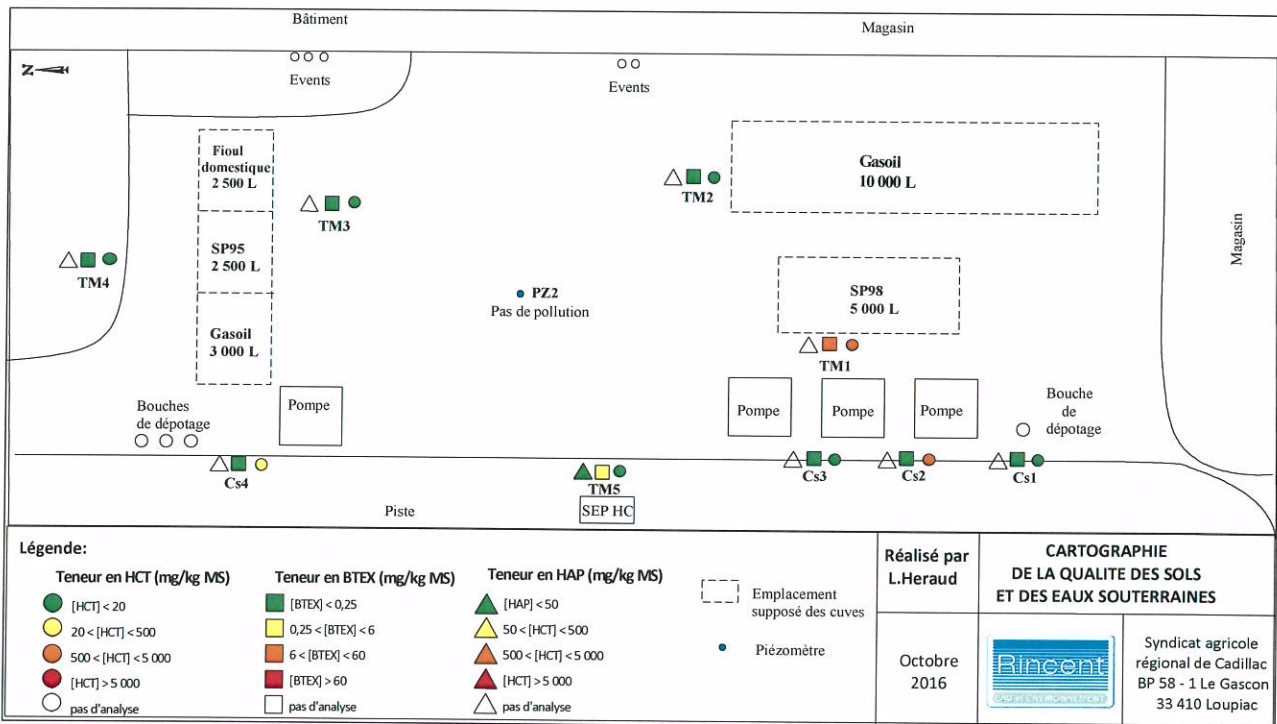 Bâtiment
Magasin
N
Events
Events
Fioul
domestique
2 500 L
Gasoil
10 000 L
TM2
TM3
Magasin
SP95
2 500 L
TM4
PZ2
Pas de pollution
SP98
5 000 L
Gasoil
3 000 L
TM1
Bouches
de dépotage
Pompe
Pompe
Pompe
Pompe
Bouche
de
dépotage
Cs4
TM5
Cs3
Cs2
Cs1
Piste
SEP HC
Légende:
Teneur en HCT (mg/kg MS)
[HCT] < 20
20 < [HCT] < 500
500 < [HCT] < 5 000
[HCT] > 5 000
pas d'analyse
Teneur en BTEX (mg/kg MS)
[BTEX] < 0,25
0,25 < [BTEX] < 6
6 < [BTEX] < 60
[BTEX] > 60
pas d'analyse
Teneur en HAP (mg/kg MS)
[HAP] < 50
50 < [HCT] < 500
500 < [HCT] < 5 000
[HCT] > 5 000
pas d'analyse
Emplacement
supposé des cuves
Piézomètre
Réalisé par
L.Heraud
Octobre
2016
CARTOGRAPHIE
DE LA QUALITE DES SOLS
ET DES EAUX SOUTERRAINES
Rincent
EAU et ENVIRONNEMENT
Syndicat agricole
régional de Cadillac
BP 58 - 1 Le Gascon
33 410 Loupiac